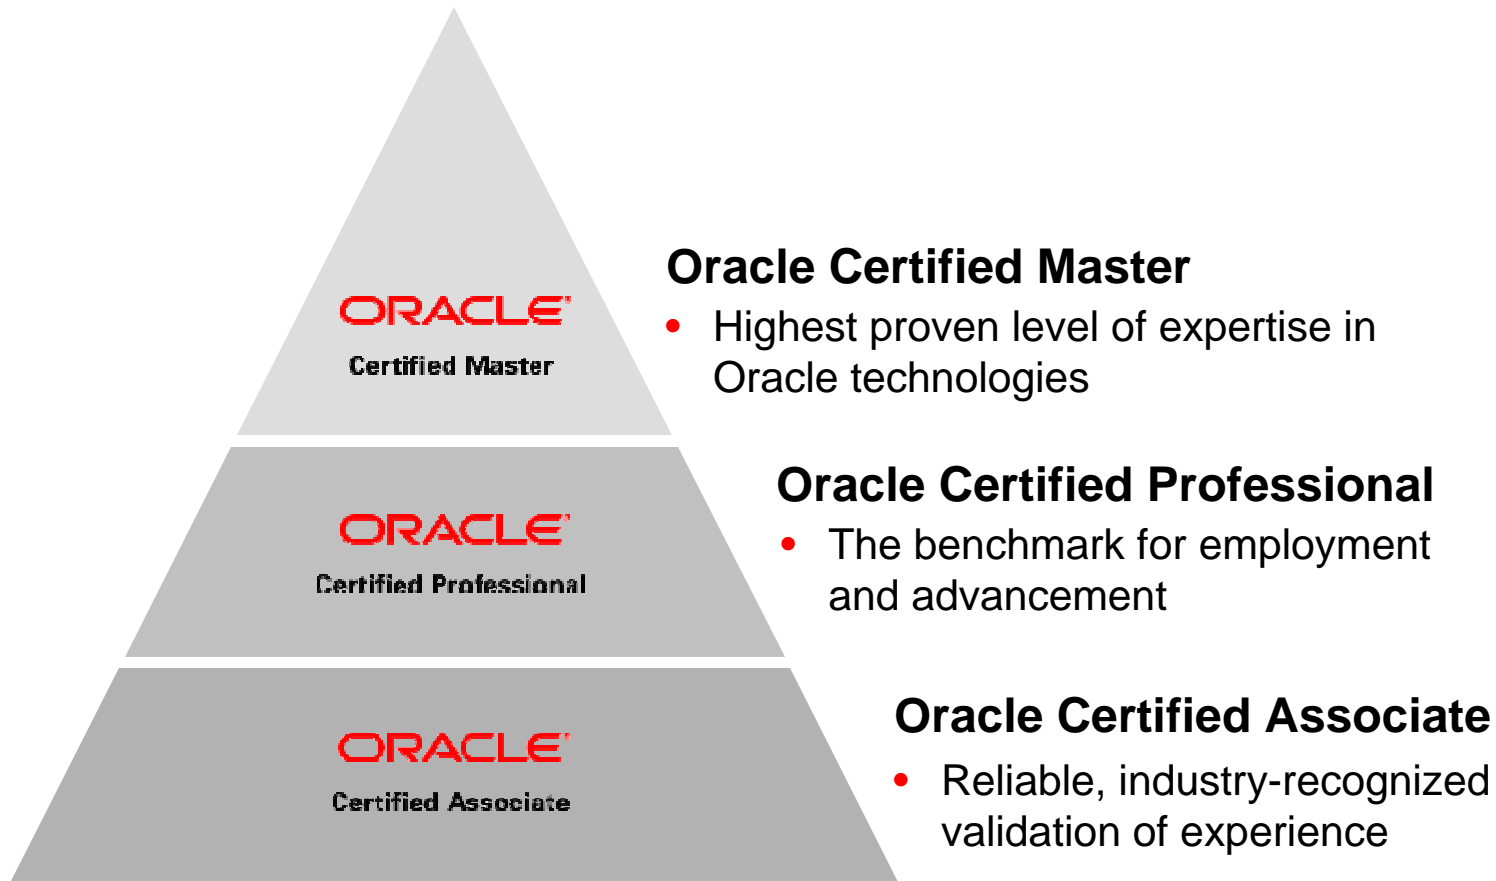 ORACLE
Certified Master
Oracle Certified Master
• Highest proven level of expertise in
Oracle technologies
ORACLE
Certified Professional
Oracle Certified Professional
• The benchmark for employment
and advancement
ORACLE
Certified Associate
Oracle Certified Associate
• Reliable, industry-recognized
validation of experience